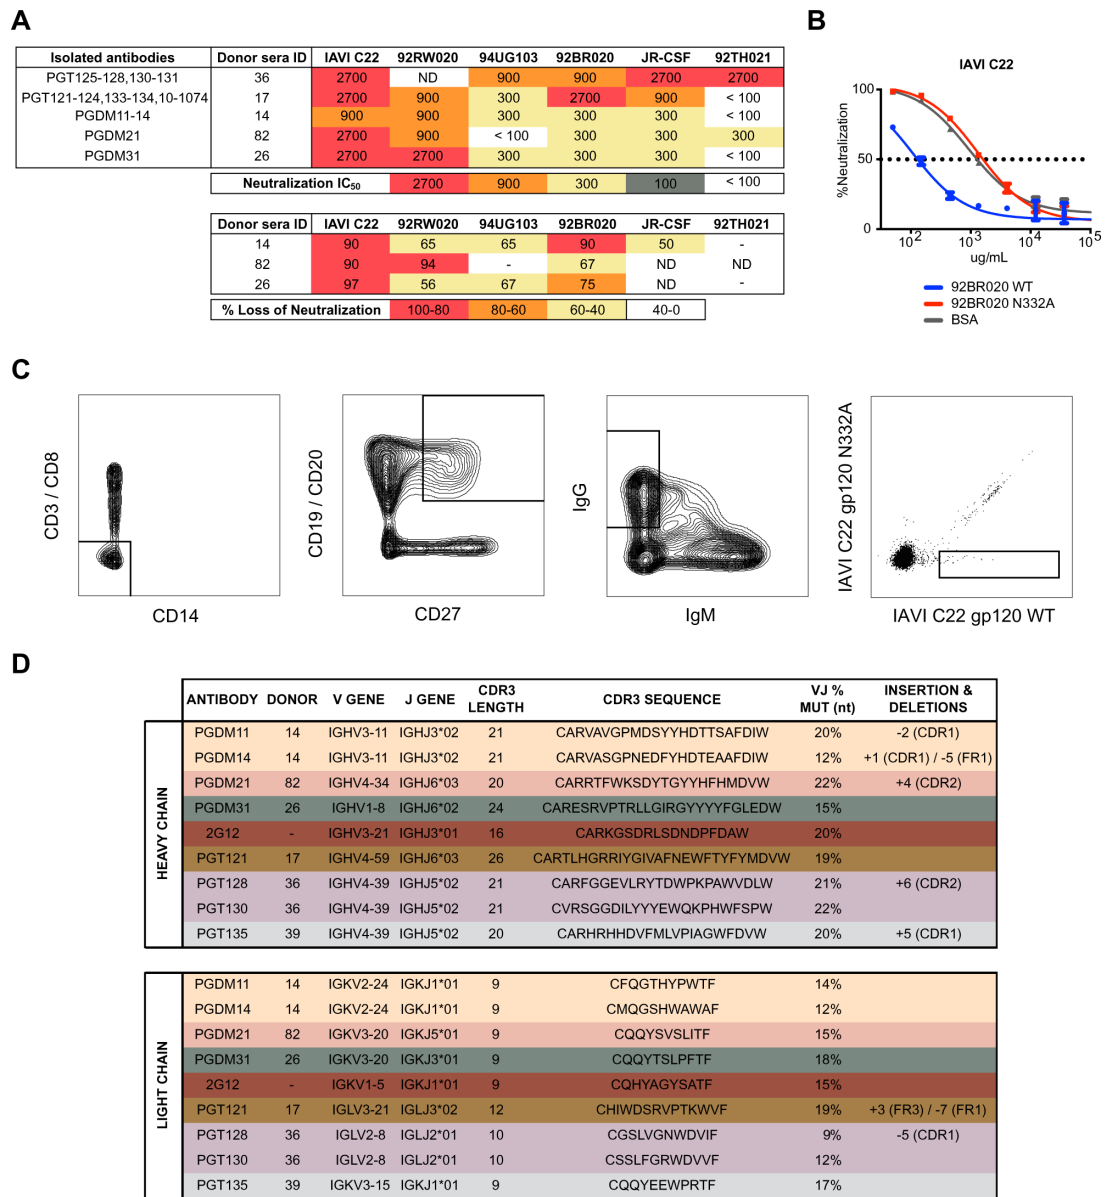 A
Isolated antibodies Donor sera ID IAVI C22 92RW020 94UG103 92BR020 JR-CSF 92TH021
PGT125-128,130-131 36 2700 ND 900 900 2700 2700
PGT121-124,133-134,10-1074 17 2700 900 300 2700 900 < 100
PGDM11-14 14 900 900 300 300 300 < 100
PGDM21 82 2700 900 < 100 300 300 300
PGDM31 26 2700 2700 300 300 300 < 100
Neutralization IC50 2700 900 300 100 < 100
Donor sera ID IAVI C22 92RW020 94UG103 92BR020 JR-CSF 92TH021
14 90 65 65 90 50 -
82 90 94 - 67 ND ND
26 97 56 67 75 ND -
% Loss of Neutralization 100-80 80-60 60-40 40-0
B
IAVI C22
%Neutralization
100
50
0
10^2 10^3 10^4 10^5
ug/mL
92BR020 WT
92BR020 N332A
BSA
C
CD3 / CD8
CD14
CD19 / CD20
CD27
IgG
IgM
IAVI C22 gp120 N332A
IAVI C22 gp120 WT
D
ANTIBODY DONOR V GENE J GENE CDR3 LENGTH CDR3 SEQUENCE VJ % MUT (nt) INSERTION & DELETIONS
HEAVY CHAIN
PGDM11 14 IGHV3-11 IGHJ3*02 21 CARVAVGPMDSYYHDTTSAFDIW 20% -2 (CDR1)
PGDM14 14 IGHV3-11 IGHJ3*02 21 CARVASGPNEDFYHDTEAAFDIW 12% +1 (CDR1) / -5 (FR1)
PGDM21 82 IGHV4-34 IGHJ6*03 20 CARRTFWKSDYTGYYHFHMDVW 22% +4 (CDR2)
PGDM31 26 IGHV1-8 IGHJ6*02 24 CARESRVPTRLLGIRGYYYYFGLEDW 15%
2G12 - IGHV3-21 IGHJ3*01 16 CARKGSDRLSDNDPFDAW 20%
PGT121 17 IGHV4-59 IGHJ6*03 26 CARTLHGRRIYGIVAFNEWFTYFYMDVW 19%
PGT128 36 IGHV4-39 IGHJ5*02 21 CARFGGEVLRYTDWPKPAWVDLW 21% +6 (CDR2)
PGT130 36 IGHV4-39 IGHJ5*02 21 CVRSGGDILYYYEWQKPHWFSPW 22%
PGT135 39 IGHV4-39 IGHJ5*02 20 CARHRHHDVFMLVPIAGWFDVW 20% +5 (CDR1)
LIGHT CHAIN
PGDM11 14 IGKV2-24 IGKJ1*01 9 CFQGTHYPWTF 14%
PGDM14 14 IGKV2-24 IGKJ1*01 9 CMQGSHWAWAF 12%
PGDM21 82 IGKV3-20 IGKJ5*01 9 CQQYSVSLITF 15%
PGDM31 26 IGKV3-20 IGKJ3*01 9 CQQYTSLPFTF 18%
2G12 - IGKV1-5 IGKJ1*01 9 CQHYAGYSATF 15%
PGT121 17 IGLV3-21 IGLJ3*02 12 CHIWDSRVPTKWVF 19% +3 (FR3) / -7 (FR1)
PGT128 36 IGLV2-8 IGLJ2*01 10 CGSLVGNWDVIF 9% -5 (CDR1)
PGT130 36 IGLV2-8 IGLJ2*01 10 CSSLFGRWDVVF 12%
PGT135 39 IGKV3-15 IGKJ1*01 9 CQQYEEWPRTF 17%